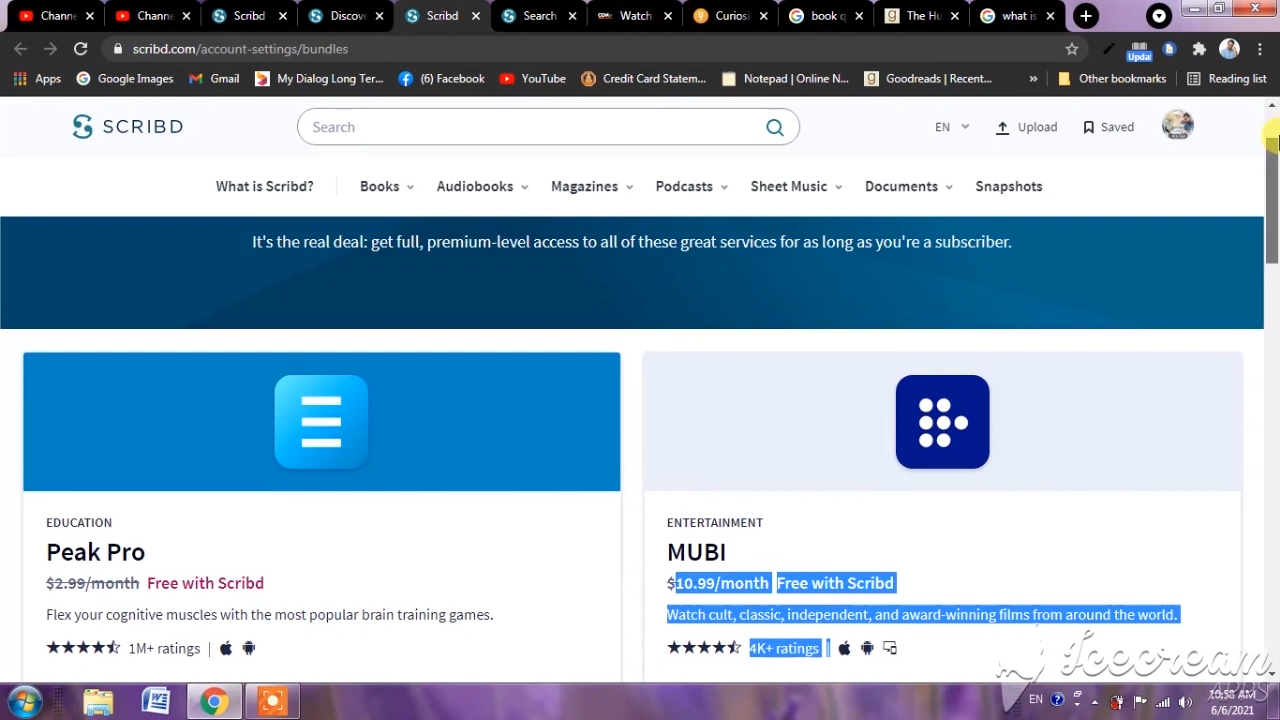 Channe
Channe
Scribd
Discove
Scribd
Search
Watch
Curiosi
book q
The Hu
what is
scribd.com/account-settings/bundles
Updat
Apps
Google Images
Gmail
My Dialog Long Ter...
(6) Facebook
YouTube
Credit Card Statem...
Notepad | Online N...
Goodreads | Recent...
»
Other bookmarks
Reading list
SCRIBD
Search
EN
Upload
Saved
What is Scribd?
Books
Audiobooks
Magazines
Podcasts
Sheet Music
Documents
Snapshots
It's the real deal: get full, premium-level access to all of these great services for as long as you're a subscriber.
EDUCATION
Peak Pro
$2.99/month Free with Scribd
Flex your cognitive muscles with the most popular brain training games.
1M+ ratings |
ENTERTAINMENT
MUBI
$10.99/month Free with Scribd
Watch cult, classic, independent, and award-winning films from around the world.
4K+ ratings |
Icecream
APPS
EN
10:58 AM
6/6/2021